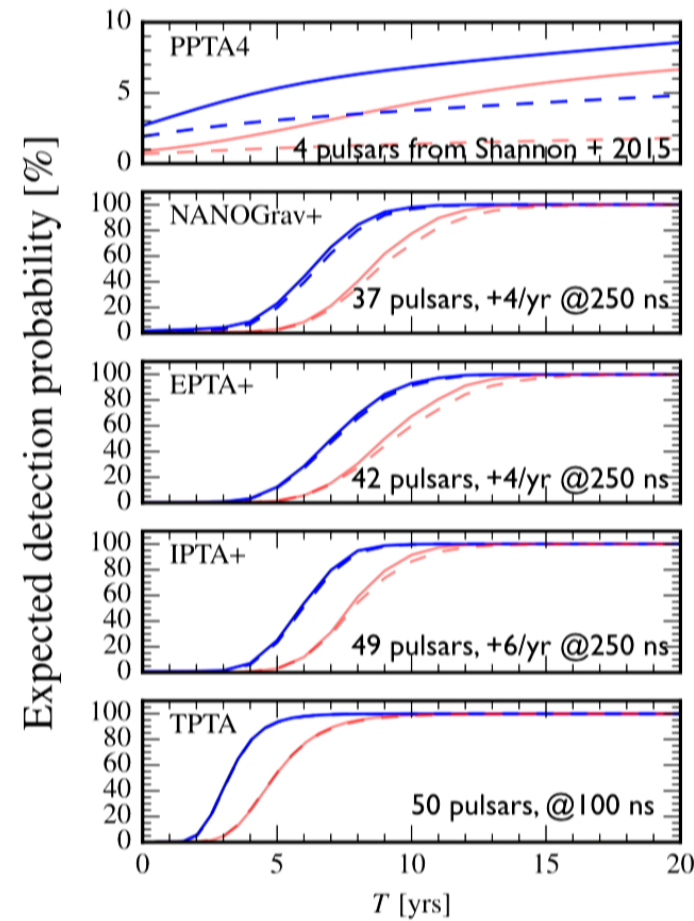 Expected detection probability [%]
10
5
0
PPTA4
4 pulsars from Shannon + 2015
100
80
60
40
20
0
NANOGrav+
37 pulsars, +4/yr @250 ns
100
80
60
40
20
0
EPTA+
42 pulsars, +4/yr @250 ns
100
80
60
40
20
0
IPTA+
49 pulsars, +6/yr @250 ns
100
80
60
40
20
0
TPTA
50 pulsars, @100 ns
0 5 10 15 20
T [yrs]